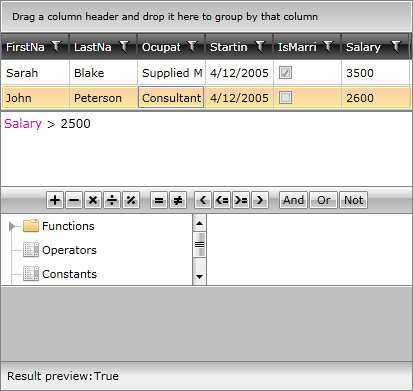 Drag a column header and drop it here to group by that column
FirstNa LastNa Ocupat Startin IsMarri Salary
Sarah Blake Supplied M 4/12/2005 3500
John Peterson Consultant 4/12/2005 2600
Salary > 2500
+ − × ÷ % = ≠ < <= >= > And Or Not
Functions
Operators
Constants
Result preview:True